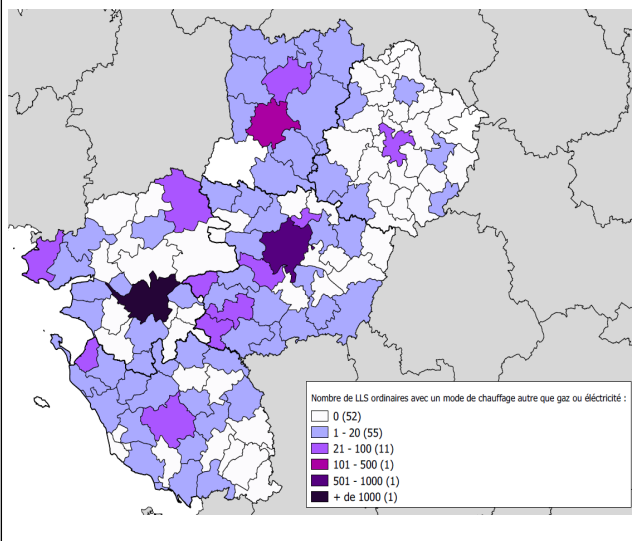 Nombre de LLS ordinaires avec un mode de chauffage autre que gaz ou éléctricité :
0 (52)
1 - 20 (55)
21 - 100 (11)
101 - 500 (1)
501 - 1000 (1)
+ de 1000 (1)